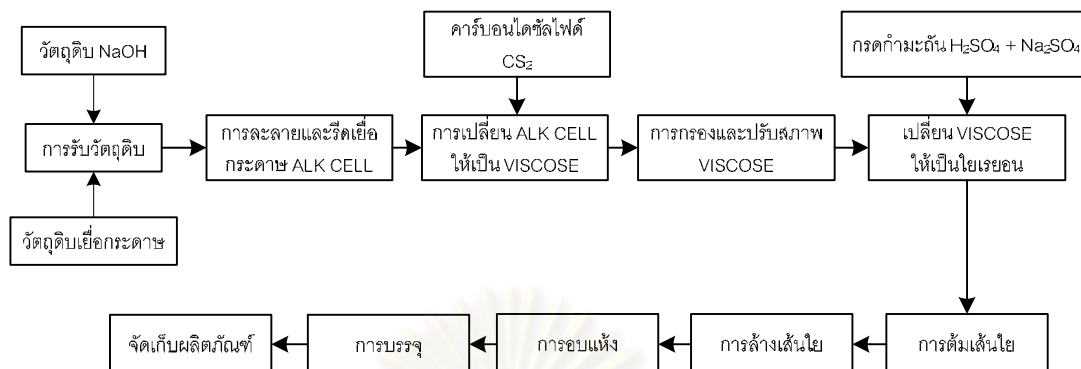 วัตถุดิบ NaOH
คาร์บอนไดซัลไฟด์
CS₂
กรดกำมะถัน H₂SO₄ + Na₂SO₄
การรับวัตถุดิบ
การละลายและรีดเยื่อ
กระดาษ ALK CELL
การเปลี่ยน ALK CELL
ให้เป็น VISCOSE
การกรองและปรับสภาพ
VISCOSE
เปลี่ยน VISCOSE
ให้เป็นใยเรยอน
วัตถุดิบเยื่อกระดาษ
การต้มเส้นใย
การล้างเส้นใย
การอบแห้ง
การบรรจุ
จัดเก็บผลิตภัณฑ์